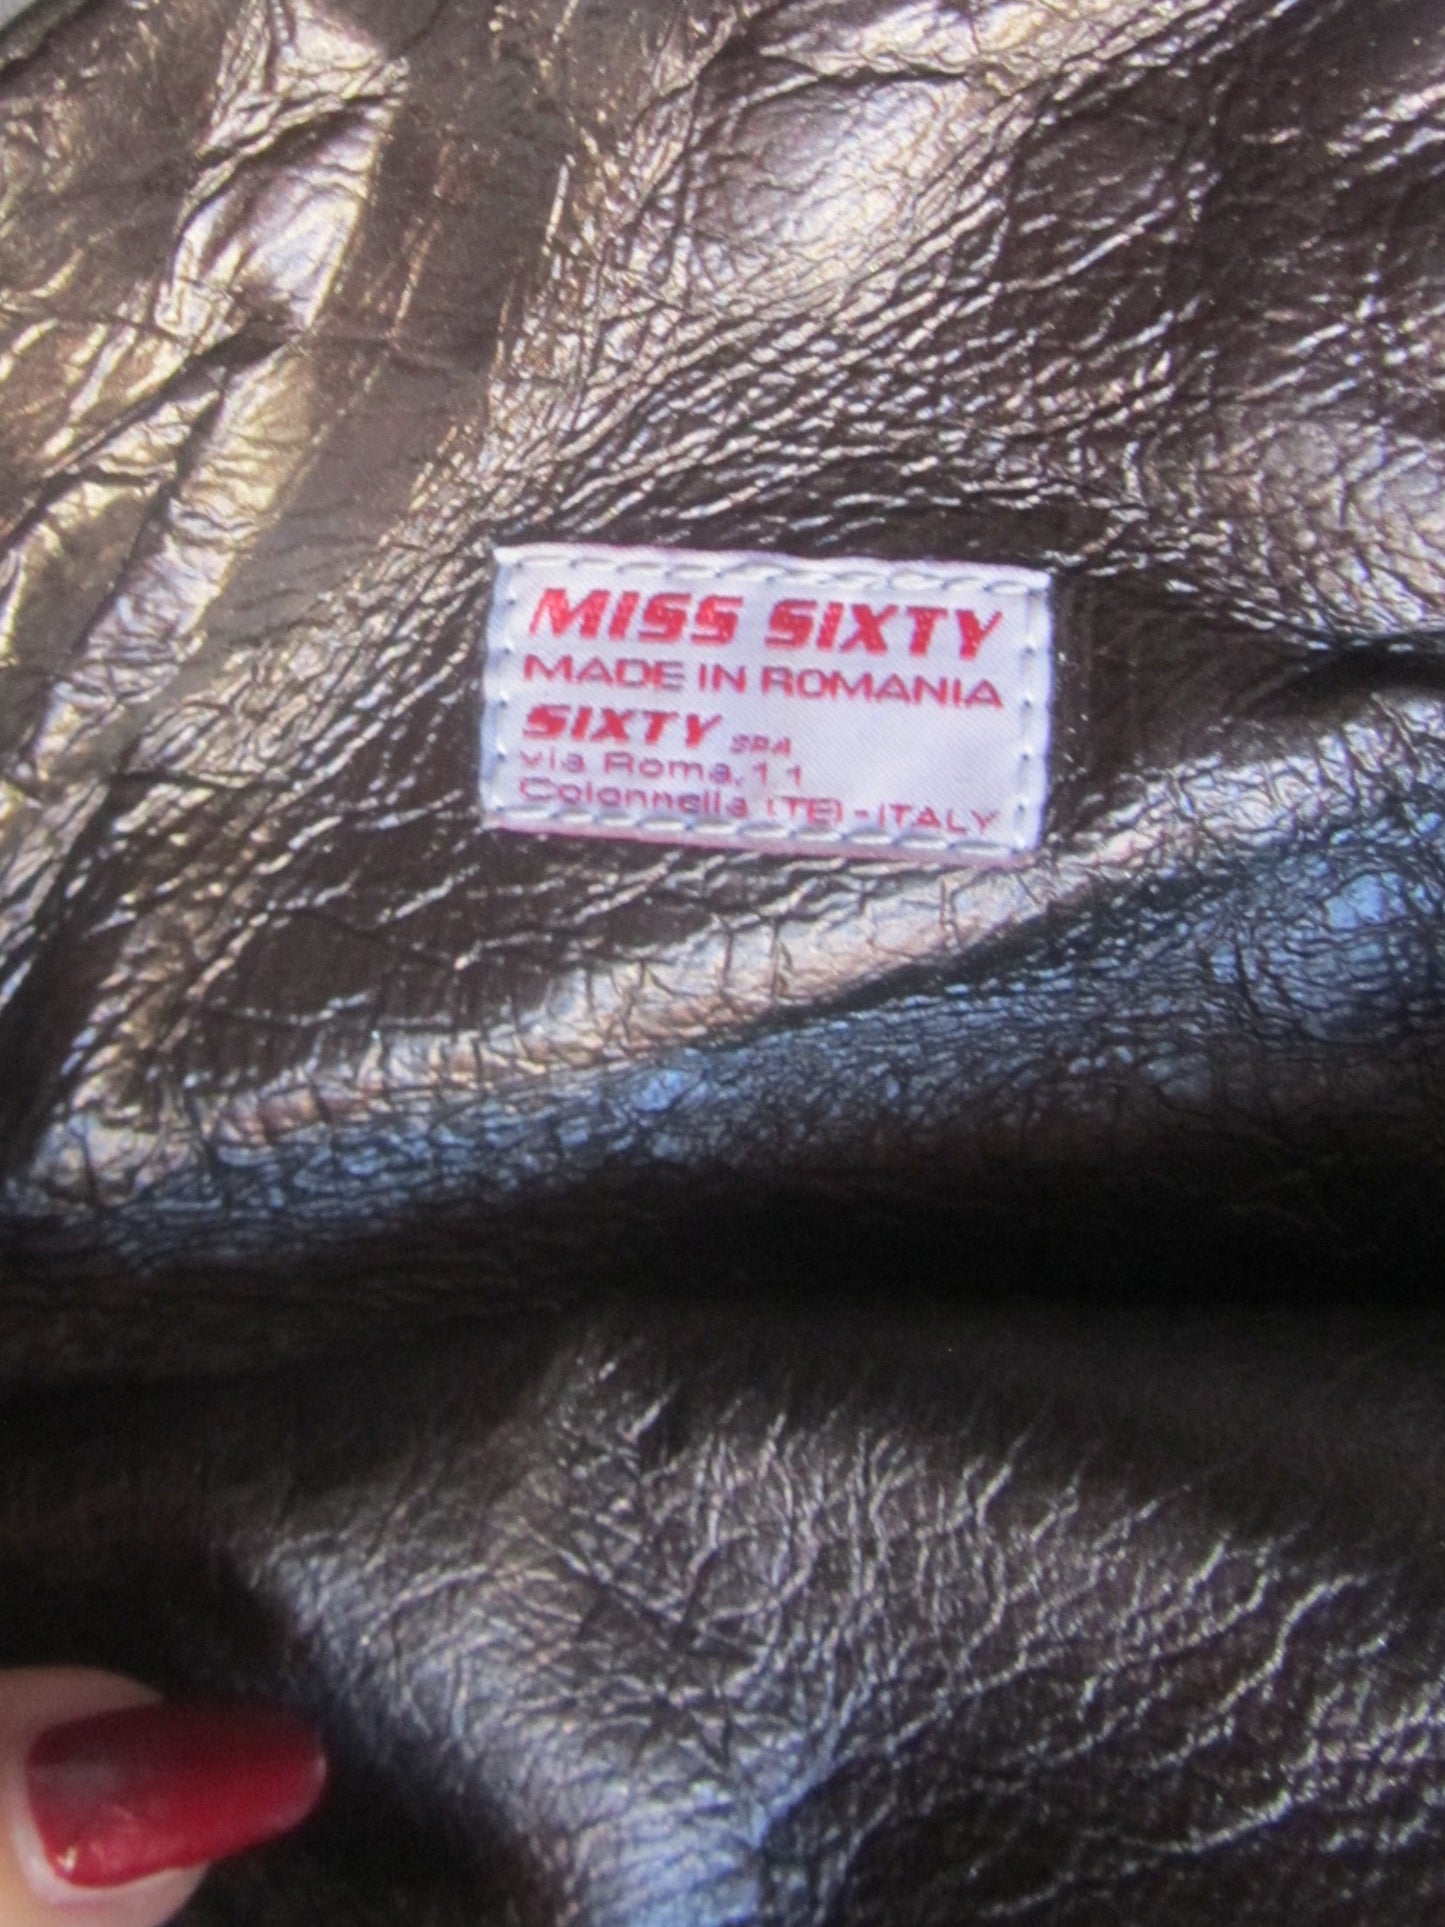 MISS SIXTY
MADE IN ROMANIA
SIXTY SPA
via Roma.11
Colonnella (TE) - ITALY